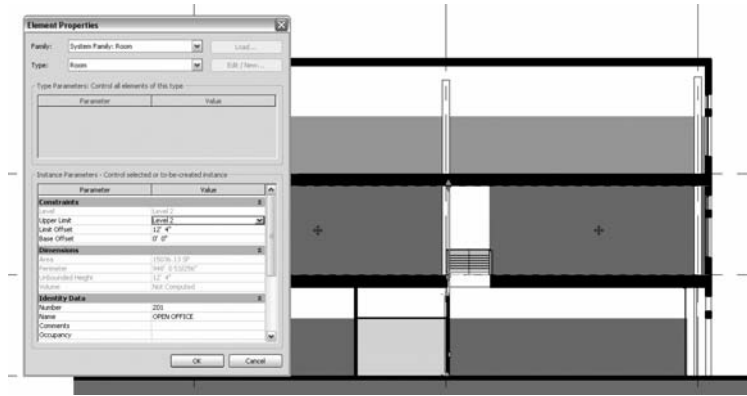 Element Properties
Family: System Family: Room Load...
Type: Room Edit / New...
Type Parameters: Control all elements of this type
Parameter Value
Instance Parameters - Control selected or to-be-created instance
Parameter Value
Constraints
Level Level 2
Upper Limit Level 2
Limit Offset 12' 4"
Base Offset 0' 0"
Dimensions
Area
Perimeter
Unbounded Height 12' 4"
Volume Not Computed
Identity Data
Number 201
Name OPEN OFFICE
Comments
Occupancy
OK Cancel